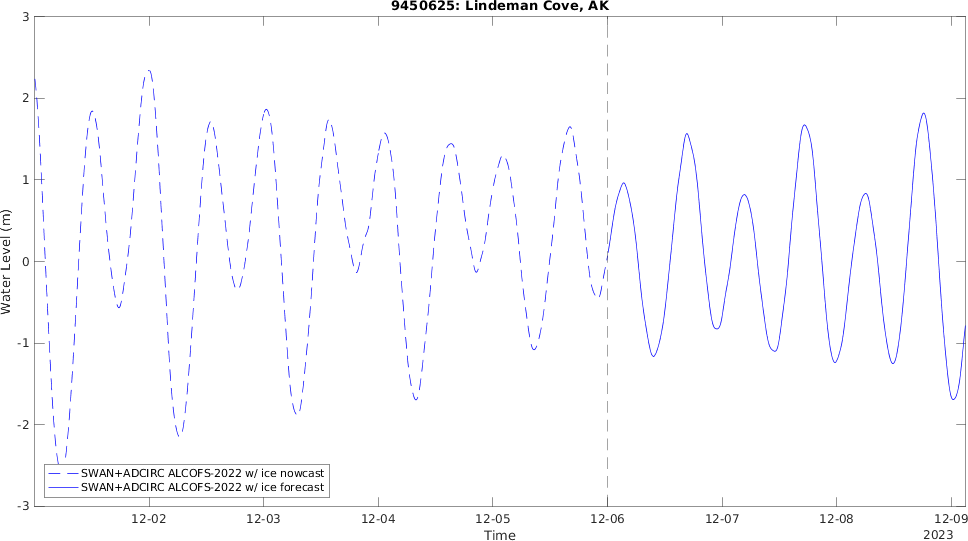 9450625: Lindeman Cove, AK
Water Level (m)
3
2
1
0
-1
-2
-3
SWAN+ADCIRC ALCOFS-2022 w/ ice nowcast
SWAN+ADCIRC ALCOFS-2022 w/ ice forecast
12-02 12-03 12-04 12-05 12-06 12-07 12-08 12-09
Time
2023